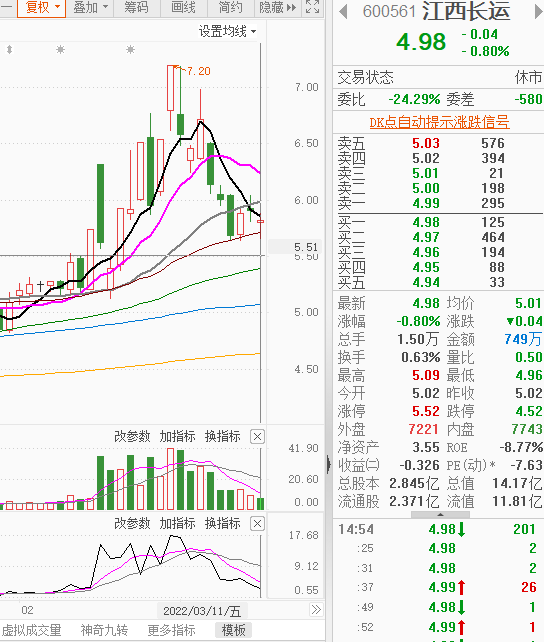 一 复权 叠加 筹码 画线 简约 隐藏
设置均线
7.20
7.00
6.50
6.00
5.51
5.50
5.00
4.50
改参数 加指标 换指标
41.90
20.60
0.00
改参数 加指标 换指标
17.68
9.12
0.55
02 2022/03/11/五
虚拟成交量 神奇九转 更多指标 模板
600561 江西长运
4.98 -0.04
-0.80%
交易状态 休市
委比 -24.29% 委差 -580
DK点自动提示涨跌信号
卖五 5.03 576
卖四 5.02 394
卖三 5.01 21
卖二 5.00 198
卖一 4.99 295
买一 4.98 125
买二 4.97 464
买三 4.96 194
买四 4.95 88
买五 4.94 33
最新 4.98 均价 5.01
涨幅 -0.80% 涨跌 ▼0.04
总手 1.50万 金额 749万
换手 0.63% 量比 0.50
最高 5.09 最低 4.96
今开 5.02 昨收 5.02
涨停 5.52 跌停 4.52
外盘 7221 内盘 7743
净资产 3.55 ROE -8.77%
收益㈡ -0.326 PE(动)* -7.63
总股本 2.845亿 总值 14.17亿
流通股 2.371亿 流值 11.81亿
14:54 4.98↓ 201
:25 4.98 2
:31 4.98 2
:37 4.99↑ 26
:49 4.98↓ 1
:52 4.99↑ 1